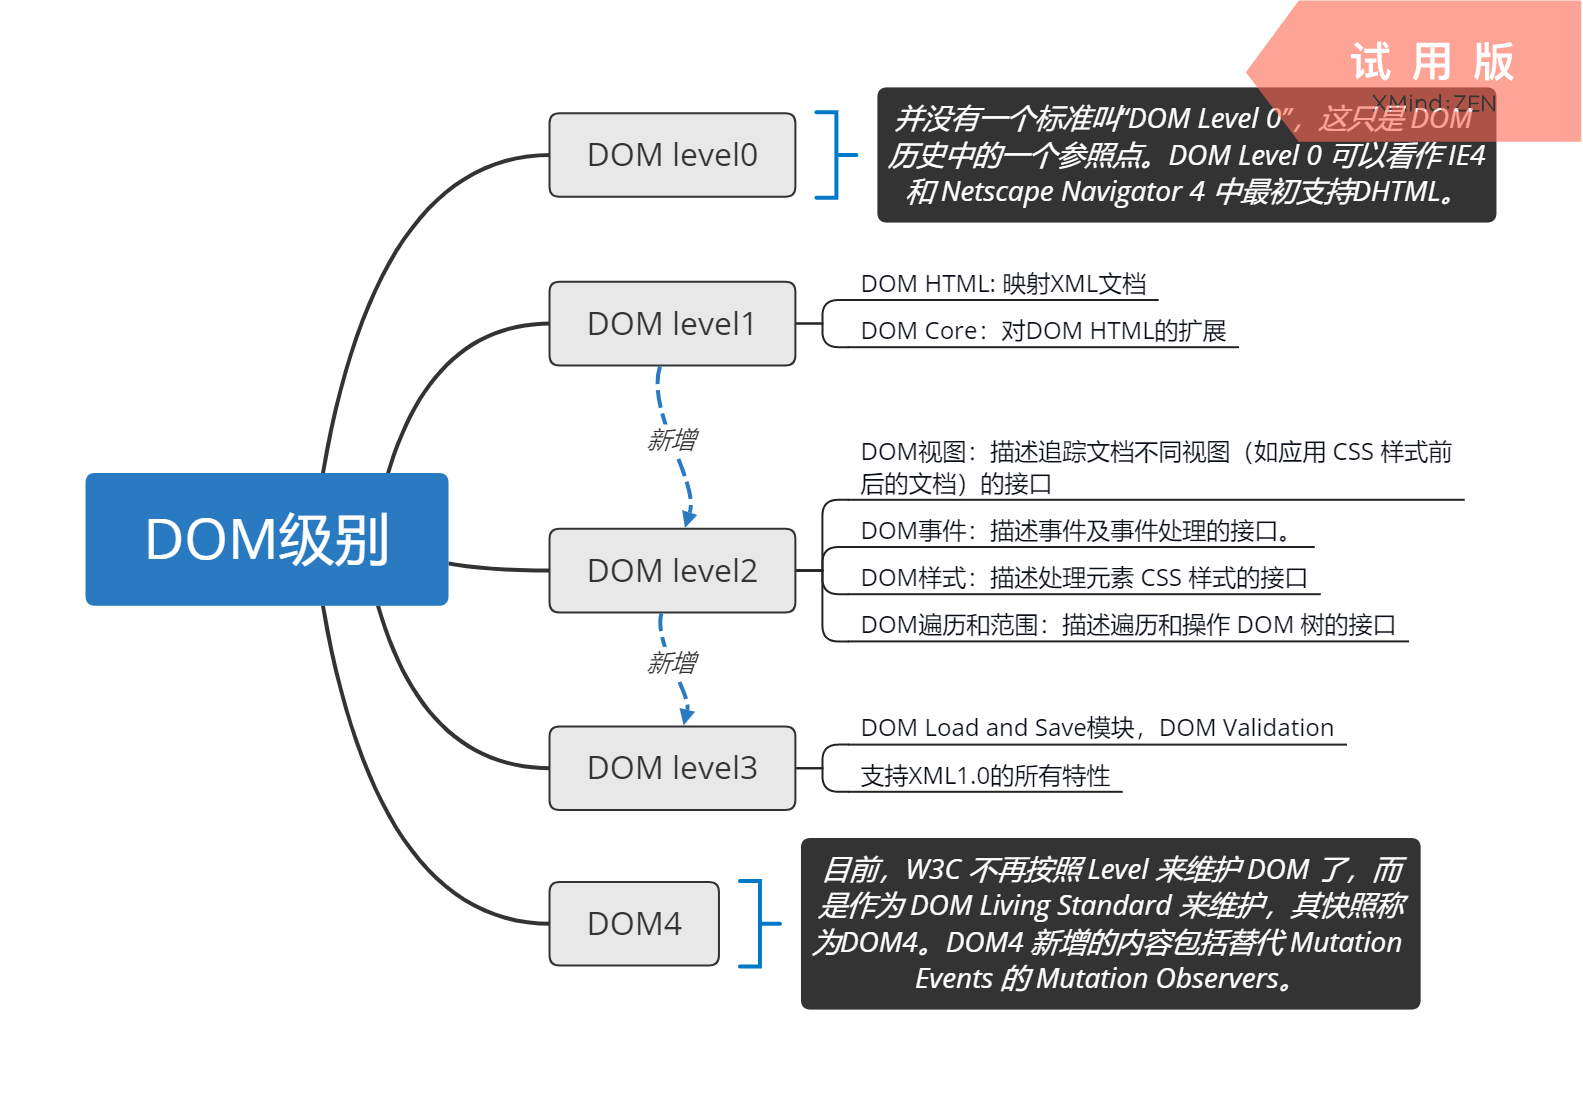 试 用 版
XMind:ZEN
并没有一个标准叫“DOM Level 0”，这只是 DOM
历史中的一个参照点。DOM Level 0 可以看作 IE4
和 Netscape Navigator 4 中最初支持DHTML。
DOM level0
DOM HTML: 映射XML文档
DOM level1
DOM Core：对DOM HTML的扩展
新增
DOM视图：描述追踪文档不同视图（如应用 CSS 样式前
后的文档）的接口
DOM级别
DOM事件：描述事件及事件处理的接口。
DOM level2
DOM样式：描述处理元素 CSS 样式的接口
DOM遍历和范围：描述遍历和操作 DOM 树的接口
新增
DOM Load and Save模块，DOM Validation
DOM level3
支持XML1.0的所有特性
目前，W3C 不再按照 Level 来维护 DOM 了，而
是作为 DOM Living Standard 来维护，其快照称
为DOM4。DOM4 新增的内容包括替代 Mutation
Events 的 Mutation Observers。
DOM4